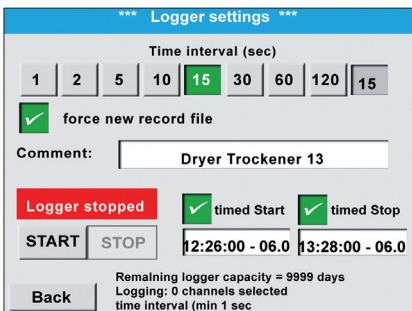 *** Logger settings ***
Time interval (sec)
1 2 5 10 15 30 60 120 15
force new record file
Comment: Dryer Trockener 13
Logger stopped timed Start timed Stop
START STOP 12:26:00 - 06.0 13:28:00 - 06.0
Remaining logger capacity = 9999 days
Logging: 0 channels selected
Back time interval (min 1 sec